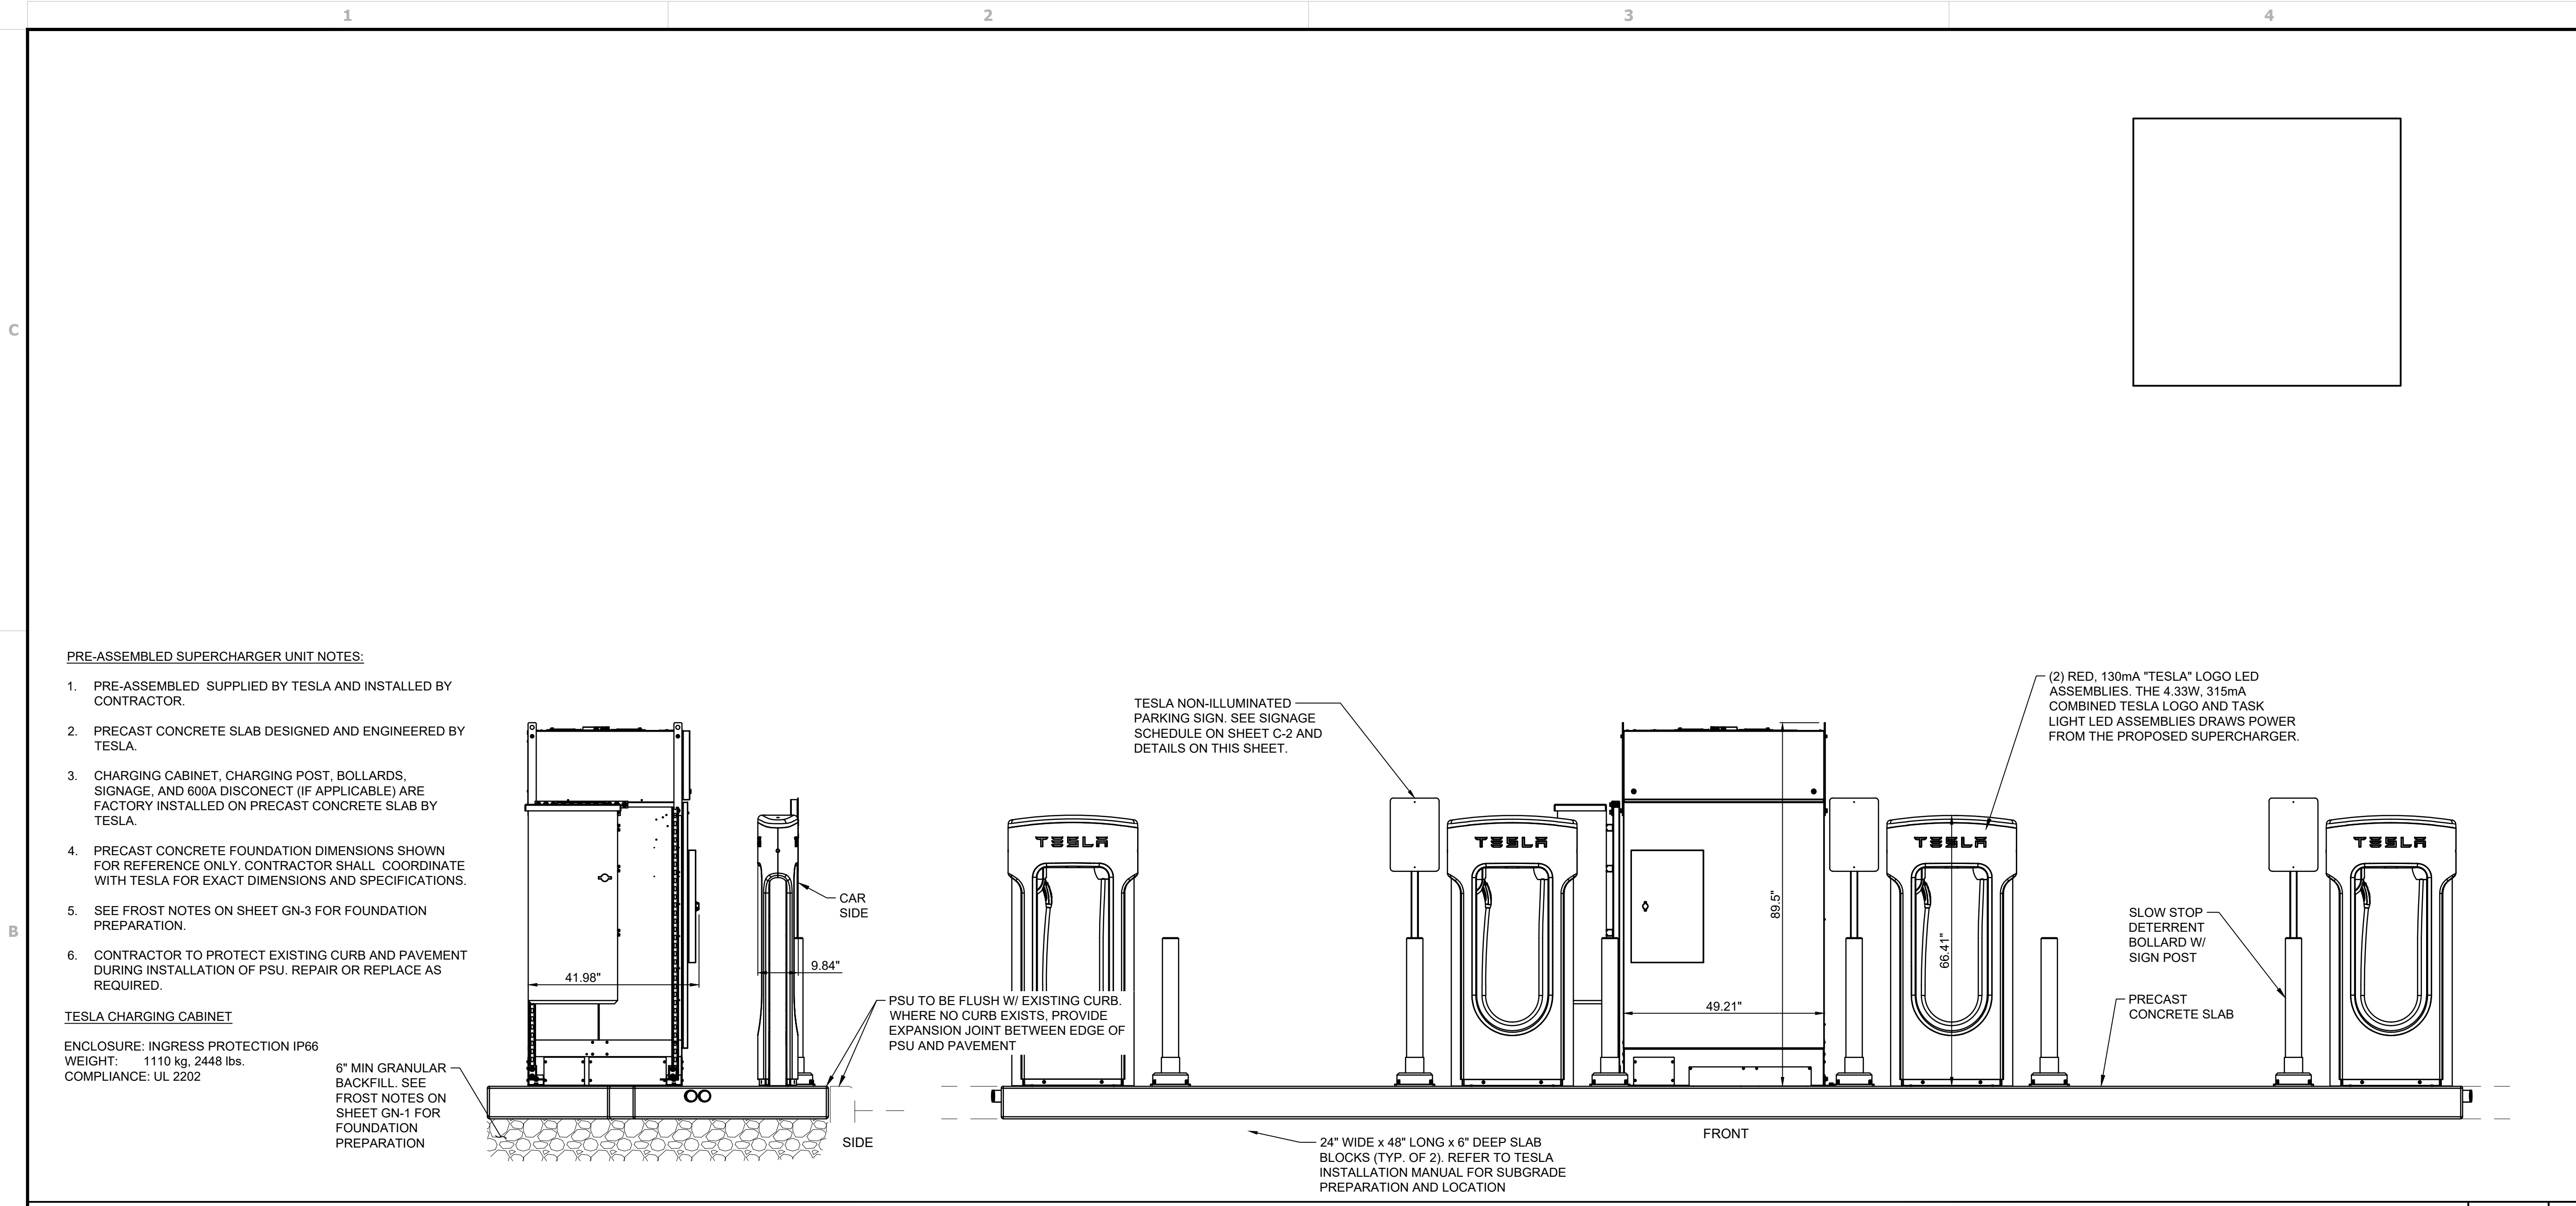 1
2
3
4
C
B
PRE-ASSEMBLED SUPERCHARGER UNIT NOTES:
1. PRE-ASSEMBLED SUPPLIED BY TESLA AND INSTALLED BY
CONTRACTOR.
2. PRECAST CONCRETE SLAB DESIGNED AND ENGINEERED BY
TESLA.
3. CHARGING CABINET, CHARGING POST, BOLLARDS,
SIGNAGE, AND 600A DISCONECT (IF APPLICABLE) ARE
FACTORY INSTALLED ON PRECAST CONCRETE SLAB BY
TESLA.
4. PRECAST CONCRETE FOUNDATION DIMENSIONS SHOWN
FOR REFERENCE ONLY. CONTRACTOR SHALL COORDINATE
WITH TESLA FOR EXACT DIMENSIONS AND SPECIFICATIONS.
5. SEE FROST NOTES ON SHEET GN-3 FOR FOUNDATION
PREPARATION.
6. CONTRACTOR TO PROTECT EXISTING CURB AND PAVEMENT
DURING INSTALLATION OF PSU. REPAIR OR REPLACE AS
REQUIRED.
TESLA CHARGING CABINET
ENCLOSURE: INGRESS PROTECTION IP66
WEIGHT: 1110 kg, 2448 lbs.
COMPLIANCE: UL 2202
6" MIN GRANULAR
BACKFILL. SEE
FROST NOTES ON
SHEET GN-1 FOR
FOUNDATION
PREPARATION
41.98"
9.84"
CAR
SIDE
PSU TO BE FLUSH W/ EXISTING CURB.
WHERE NO CURB EXISTS, PROVIDE
EXPANSION JOINT BETWEEN EDGE OF
PSU AND PAVEMENT
SIDE
TESLA NON-ILLUMINATED
PARKING SIGN. SEE SIGNAGE
SCHEDULE ON SHEET C-2 AND
DETAILS ON THIS SHEET.
(2) RED, 130mA "TESLA" LOGO LED
ASSEMBLIES. THE 4.33W, 315mA
COMBINED TESLA LOGO AND TASK
LIGHT LED ASSEMBLIES DRAWS POWER
FROM THE PROPOSED SUPERCHARGER.
TESLA
TESLA
TESLA
TESLA
89.5"
49.21"
66.41"
SLOW STOP
DETERRENT
BOLLARD W/
SIGN POST
PRECAST
CONCRETE SLAB
FRONT
24" WIDE x 48" LONG x 6" DEEP SLAB
BLOCKS (TYP. OF 2). REFER TO TESLA
INSTALLATION MANUAL FOR SUBGRADE
PREPARATION AND LOCATION